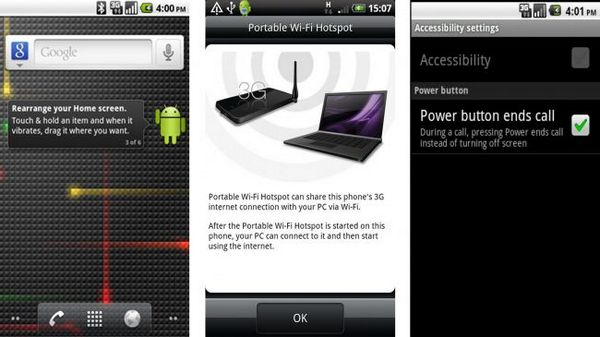 3G
4:00 PM
8 Google
Rearrange your Home screen.
Touch & hold an item and when it
vibrates, drag it where you want.
3 of 6
H
15:07
Portable Wi-Fi Hotspot
3G
Portable Wi-Fi Hotspot can share this phone's 3G
internet connection with your PC via Wi-Fi.
After the Portable Wi-Fi Hotspot is started on this
phone, your PC can connect to it and then start
using the internet.
OK
3G
4:01 PM
Accessibility settings
Accessibility
Power button
Power button ends call
During a call, pressing Power ends call
instead of turning off screen